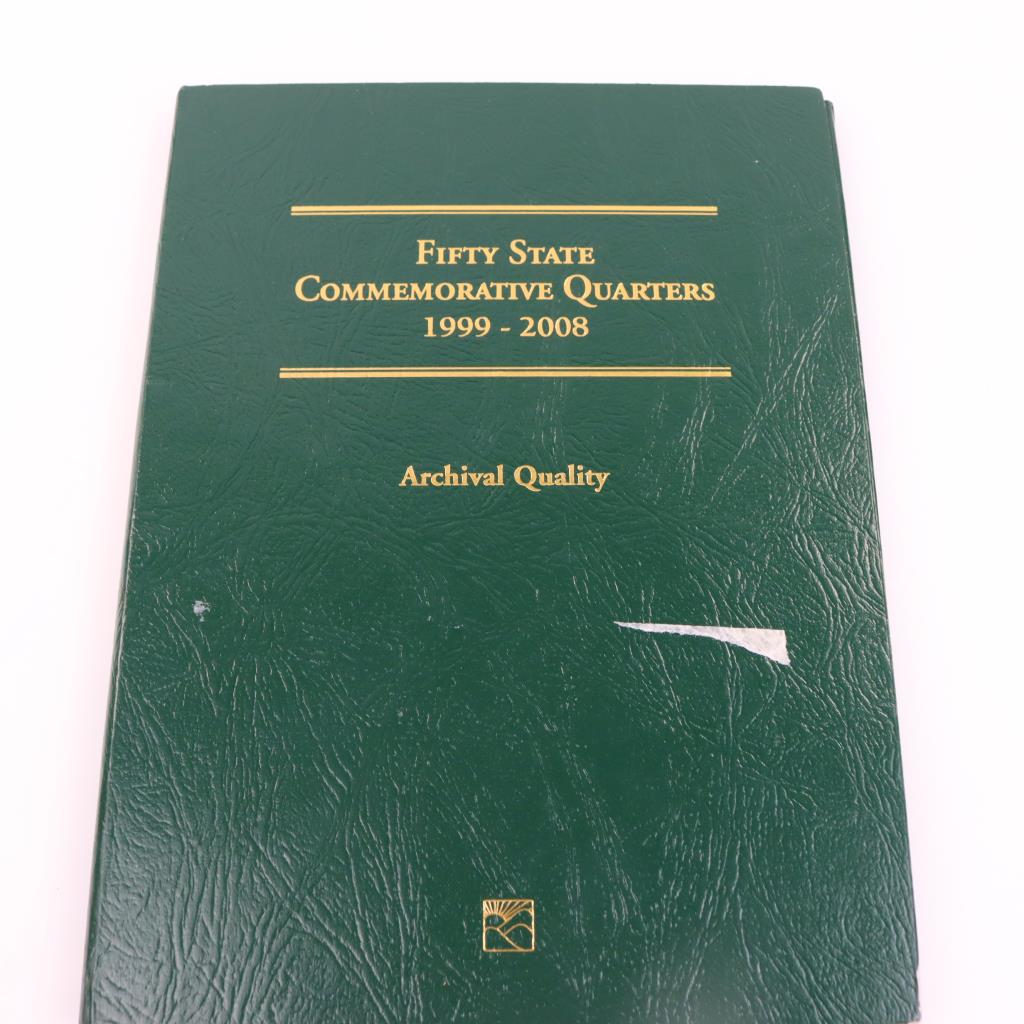 Fifty State
Commemorative Quarters
1999 - 2008
Archival Quality